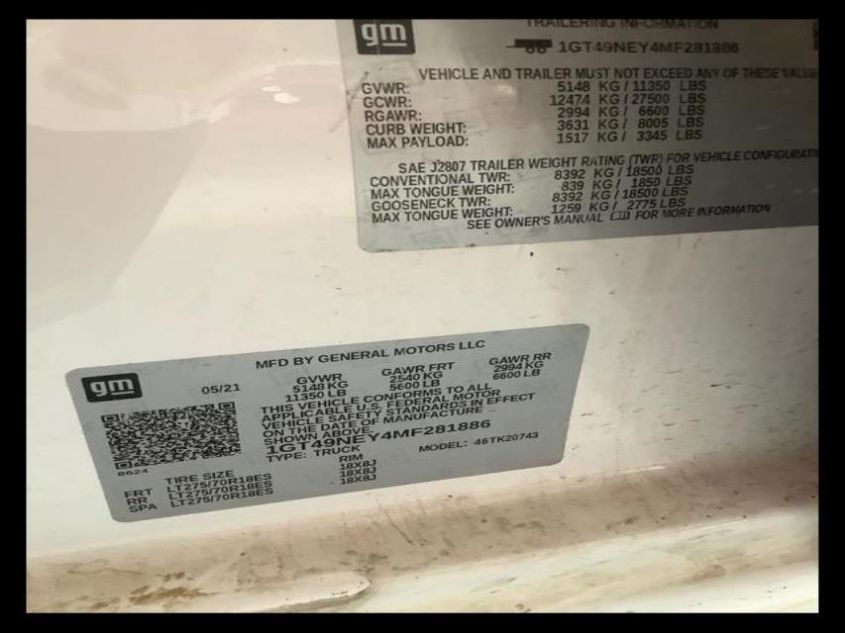 gm
TRAILERING INFORMATION
1GT49NEY4MF281886
VEHICLE AND TRAILER MUST NOT EXCEED ANY OF THESE
GVWR: 5148 KG / 11350 LBS
GCWR: 12474 KG / 27500 LBS
RGAWR: 2994 KG / 6600 LBS
CURB WEIGHT: 3631 KG / 8005 LBS
MAX PAYLOAD: 1517 KG / 3345 LBS
SAE J2807 TRAILER WEIGHT RATING (TWR) FOR VEHICLE
CONVENTIONAL TWR: 8392 KG / 18500 LBS
MAX TONGUE WEIGHT: 839 KG / 1850 LBS
GOOSENECK TWR: 8392 KG / 18500 LBS
MAX TONGUE WEIGHT: 1259 KG / 2775 LBS
SEE OWNER'S MANUAL FOR MORE INFORMATION
gm
MFD BY GENERAL MOTORS LLC
05/21
GVWR GAWR FRT GAWR RR
5148 KG 2540 KG 2994 KG
11350 LB 5600 LB 6600 LB
THIS VEHICLE CONFORMS TO ALL
APPLICABLE U.S. FEDERAL MOTOR
VEHICLE SAFETY STANDARDS IN EFFECT
ON THE DATE OF MANUFACTURE
SHOWN ABOVE.
1GT49NEY4MF281886
TYPE: TRUCK MODEL: 46TK20743
8624
TIRE SIZE RIM
FRT LT275/70R18ES 18X8J
RR LT275/70R18ES 18X8J
SPA LT275/70R18ES 18X8J